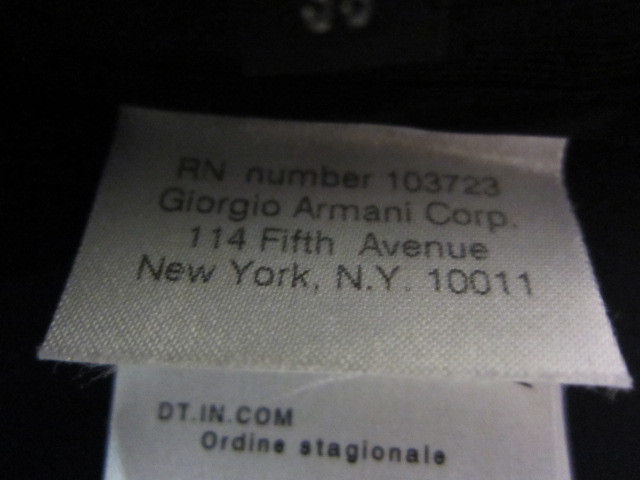 RN number 103723
Giorgio Armani Corp.
114 Fifth Avenue
New York, N.Y. 10011
DT.IN.COM
Ordine stagionale